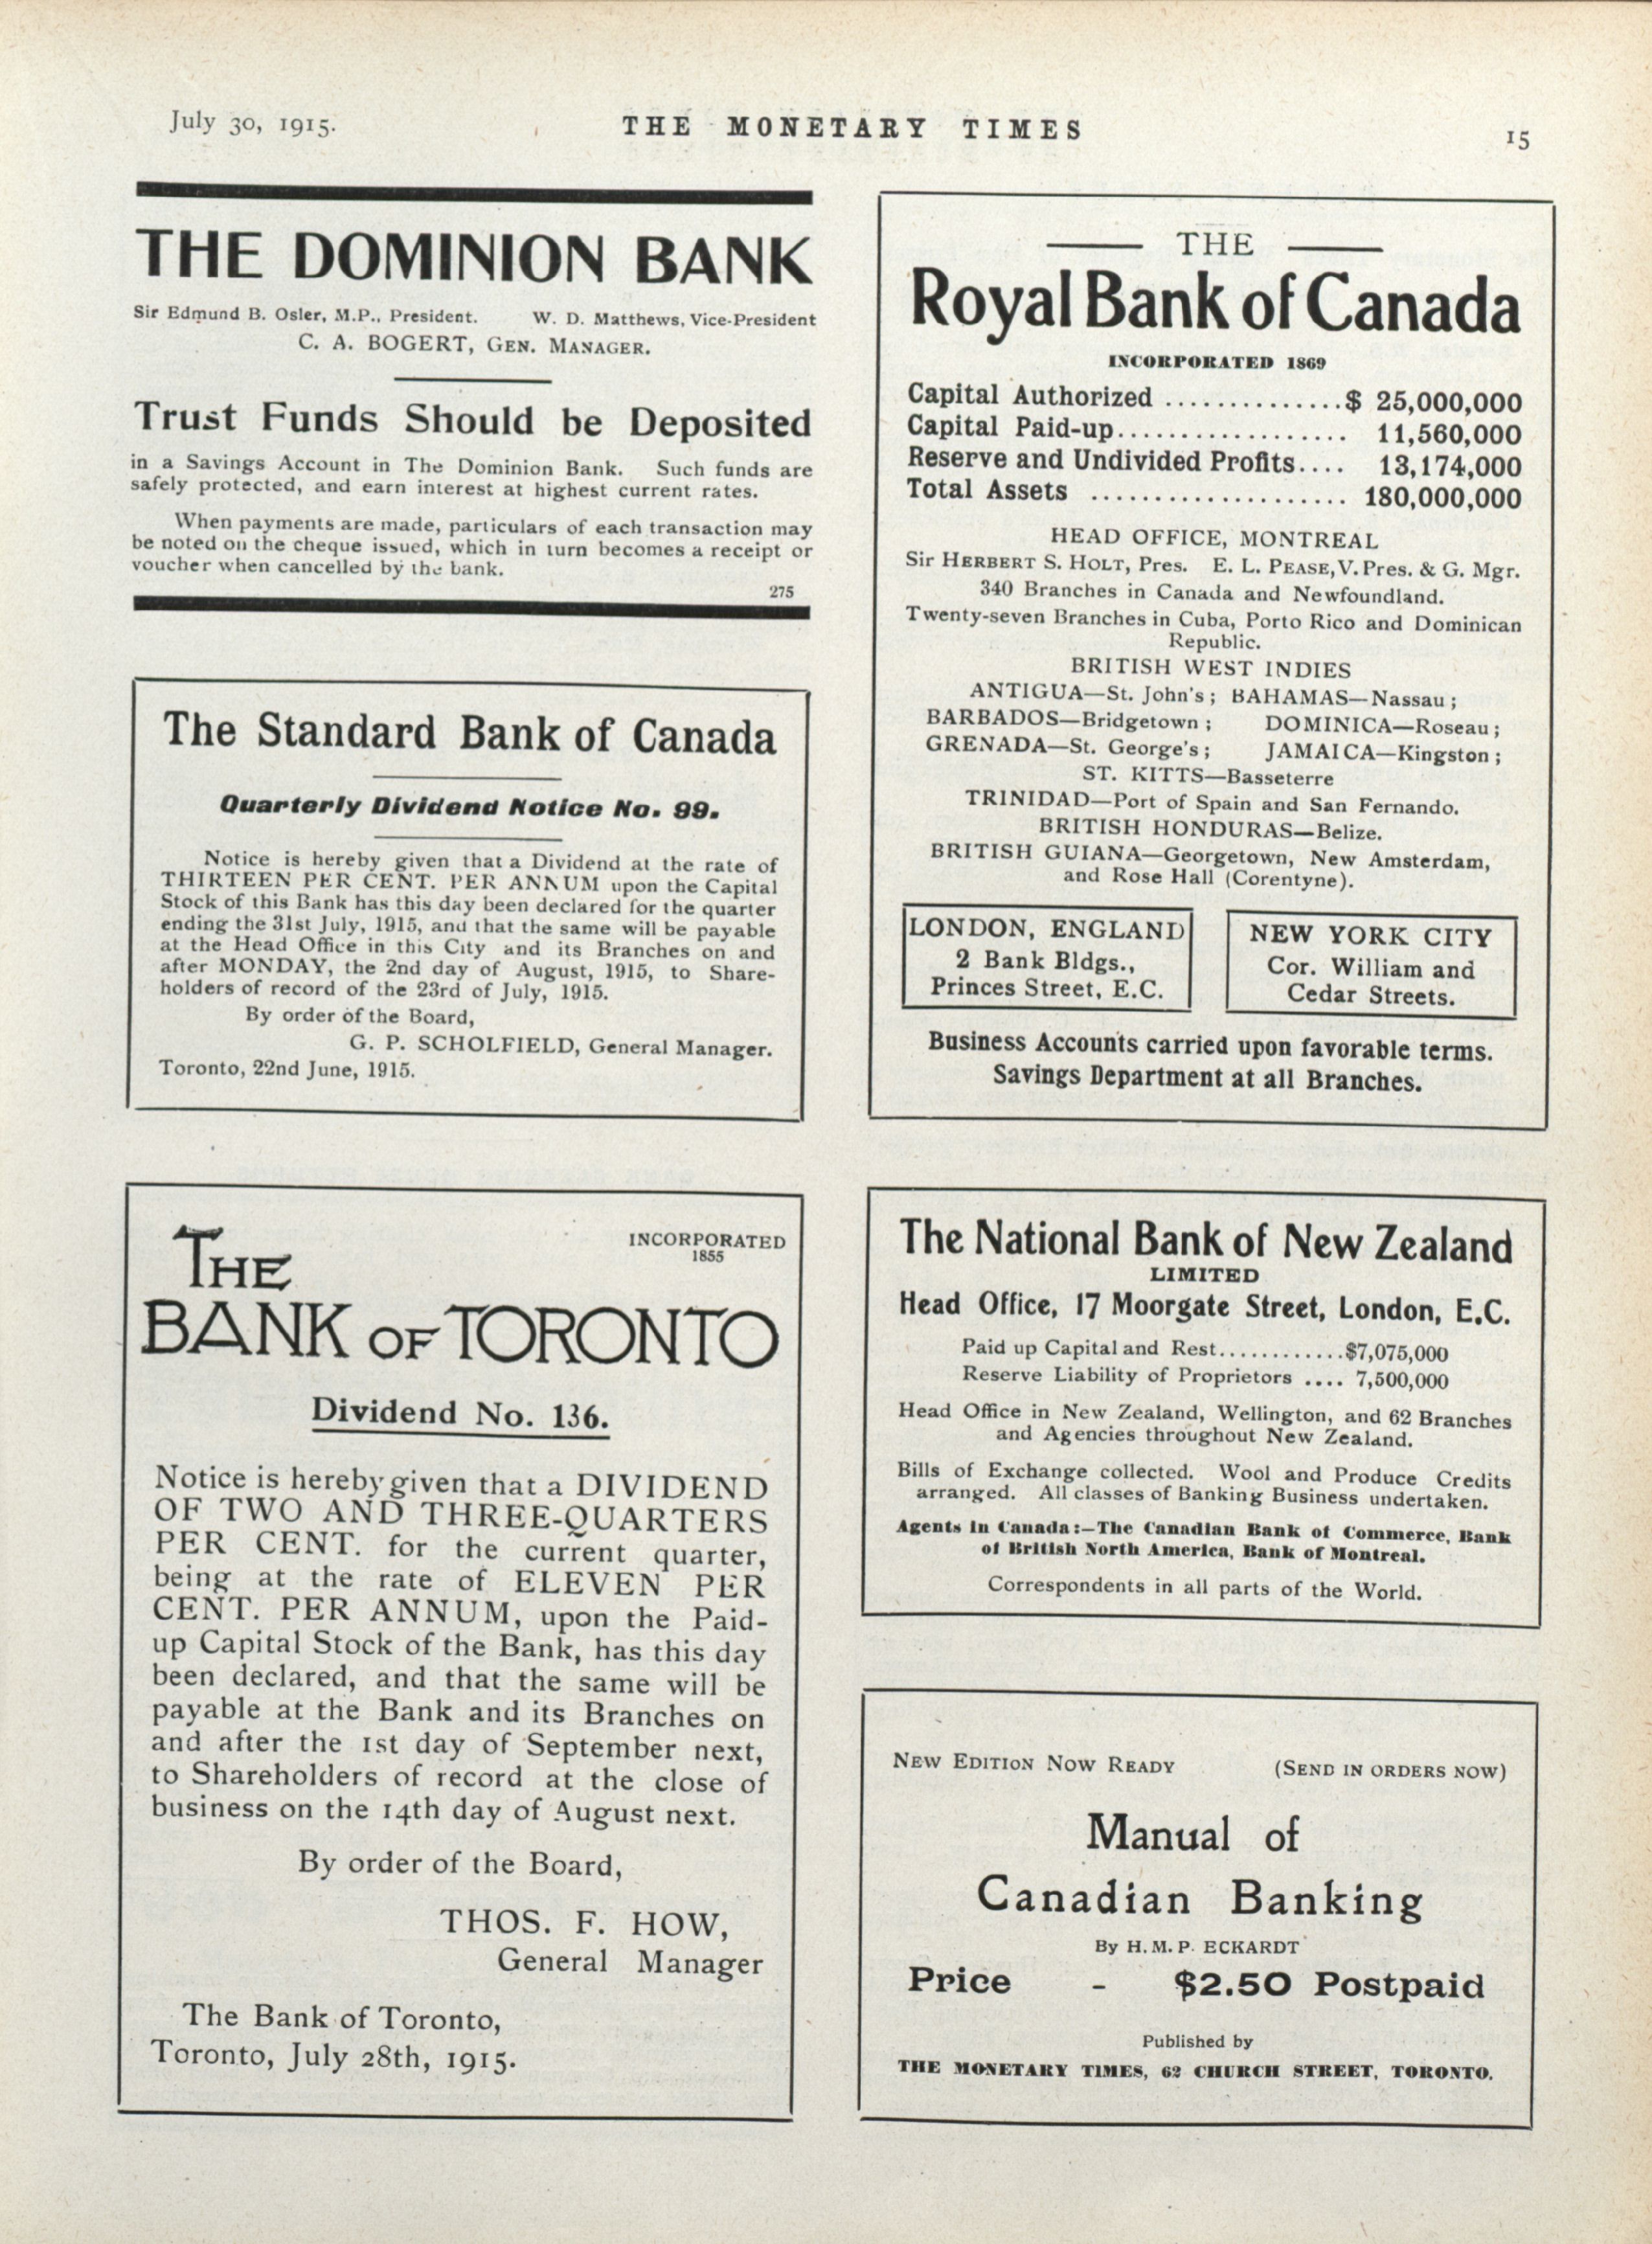 July 30, 1915.
THE MONETARY TIMES
15
THE DOMINION BANK
Sir Edmund B. Osler, M.P., President. W. D. Matthews, Vice-President
C. A. BOGERT, GEN. MANAGER.
Trust Funds Should be Deposited
in a Savings Account in The Dominion Bank. Such funds are
safely protected, and earn interest at highest current rates.
When payments are made, particulars of each transaction may
be noted on the cheque issued, which in turn becomes a receipt or
voucher when cancelled by the bank.
275
The Standard Bank of Canada
Quarterly Dividend Notice No. 99.
Notice is hereby given that a Dividend at the rate of
THIRTEEN PER CENT. PER ANNUM upon the Capital
Stock of this Bank has this day been declared for the quarter
ending the 31st July, 1915, and that the same will be payable
at the Head Office in this City and its Branches on and
after MONDAY, the 2nd day of August, 1915, to Share-
holders of record of the 23rd of July, 1915.
By order of the Board,
G. P. SCHOLFIELD, General Manager.
Toronto, 22nd June, 1915.
INCORPORATED
1855
THE
BANK OF TORONTO
Dividend No. 136.
Notice is hereby given that a DIVIDEND
OF TWO AND THREE-QUARTERS
PER CENT. for the current quarter,
being at the rate of ELEVEN PER
CENT. PER ANNUM, upon the Paid-
up Capital Stock of the Bank, has this day
been declared, and that the same will be
payable at the Bank and its Branches on
and after the 1st day of September next,
to Shareholders of record at the close of
business on the 14th day of August next.
By order of the Board,
THOS. F. HOW,
General Manager
The Bank of Toronto,
Toronto, July 28th, 1915.
THE
Royal Bank of Canada
INCORPORATED 1869
Capital Authorized ..............$ 25,000,000
Capital Paid-up.................. 11,560,000
Reserve and Undivided Profits.... 13,174,000
Total Assets .................... 180,000,000
HEAD OFFICE, MONTREAL
Sir HERBERT S. HOLT, Pres. E. L. PEASE, V. Pres. & G. Mgr.
340 Branches in Canada and Newfoundland.
Twenty-seven Branches in Cuba, Porto Rico and Dominican
Republic.
BRITISH WEST INDIES
ANTIGUA—St. John's; BAHAMAS—Nassau;
BARBADOS—Bridgetown; DOMINICA—Roseau;
GRENADA—St. George's; JAMAICA—Kingston;
ST. KITTS—Basseterre
TRINIDAD—Port of Spain and San Fernando.
BRITISH HONDURAS—Belize.
BRITISH GUIANA—Georgetown, New Amsterdam,
and Rose Hall (Corentyne).
LONDON, ENGLAND
2 Bank Bldgs.,
Princes Street, E.C.
NEW YORK CITY
Cor. William and
Cedar Streets.
Business Accounts carried upon favorable terms.
Savings Department at all Branches.
The National Bank of New Zealand
LIMITED
Head Office, 17 Moorgate Street, London, E.C.
Paid up Capital and Rest............$7,075,000
Reserve Liability of Proprietors .... 7,500,000
Head Office in New Zealand, Wellington, and 62 Branches
and Agencies throughout New Zealand.
Bills of Exchange collected. Wool and Produce Credits
arranged. All classes of Banking Business undertaken.
Agents in Canada:—The Canadian Bank of Commerce, Bank
of British North America, Bank of Montreal.
Correspondents in all parts of the World.
NEW EDITION NOW READY (SEND IN ORDERS NOW)
Manual of
Canadian Banking
By H. M. P. ECKARDT
Price - $2.50 Postpaid
Published by
THE MONETARY TIMES, 62 CHURCH STREET, TORONTO.